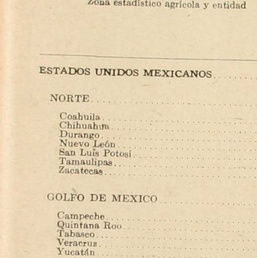 Zona estadístico agrícola y entidad
ESTADOS UNIDOS MEXICANOS
NORTE
Coahuila
Chihuahua
Durango
Nuevo León
San Luis Potosí
Tamaulipas
Zacatecas
GOLFO DE MEXICO
Campeche
Quintana Roo
Tabasco
Veracruz
Yucatán